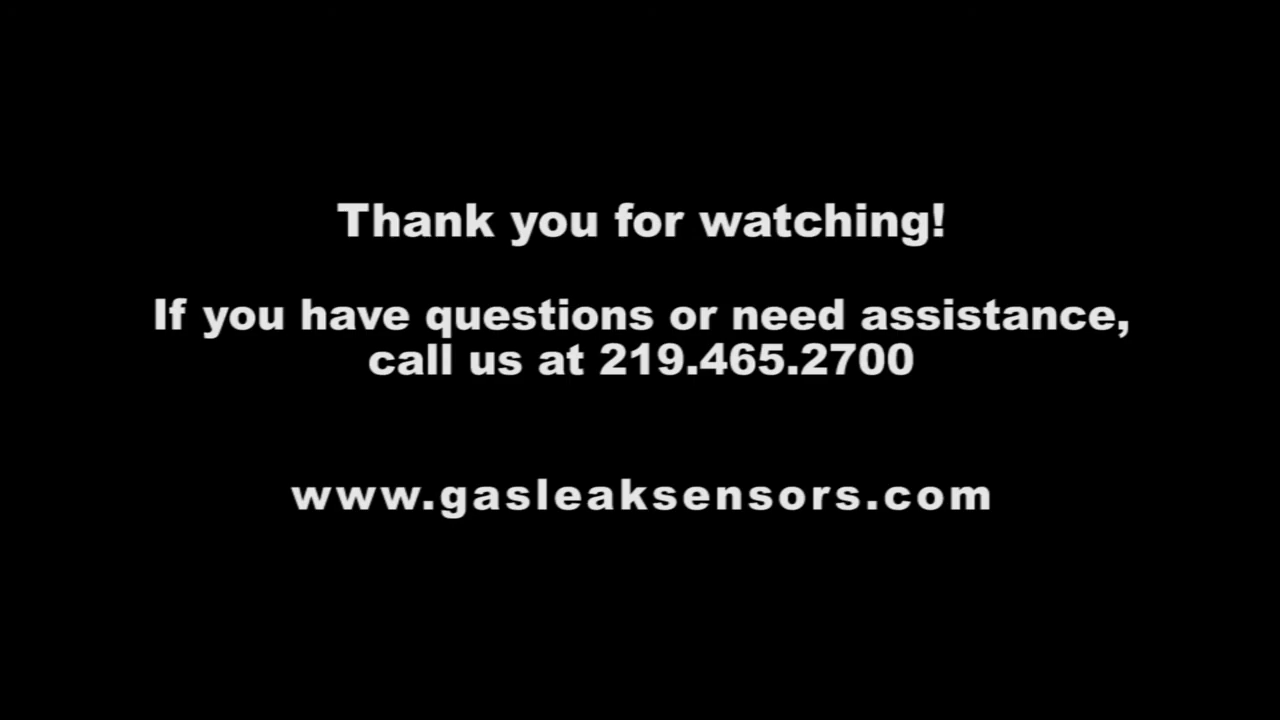 Thank you for watching!
If you have questions or need assistance,
call us at 219.465.2700
www.gasleaksensors.com